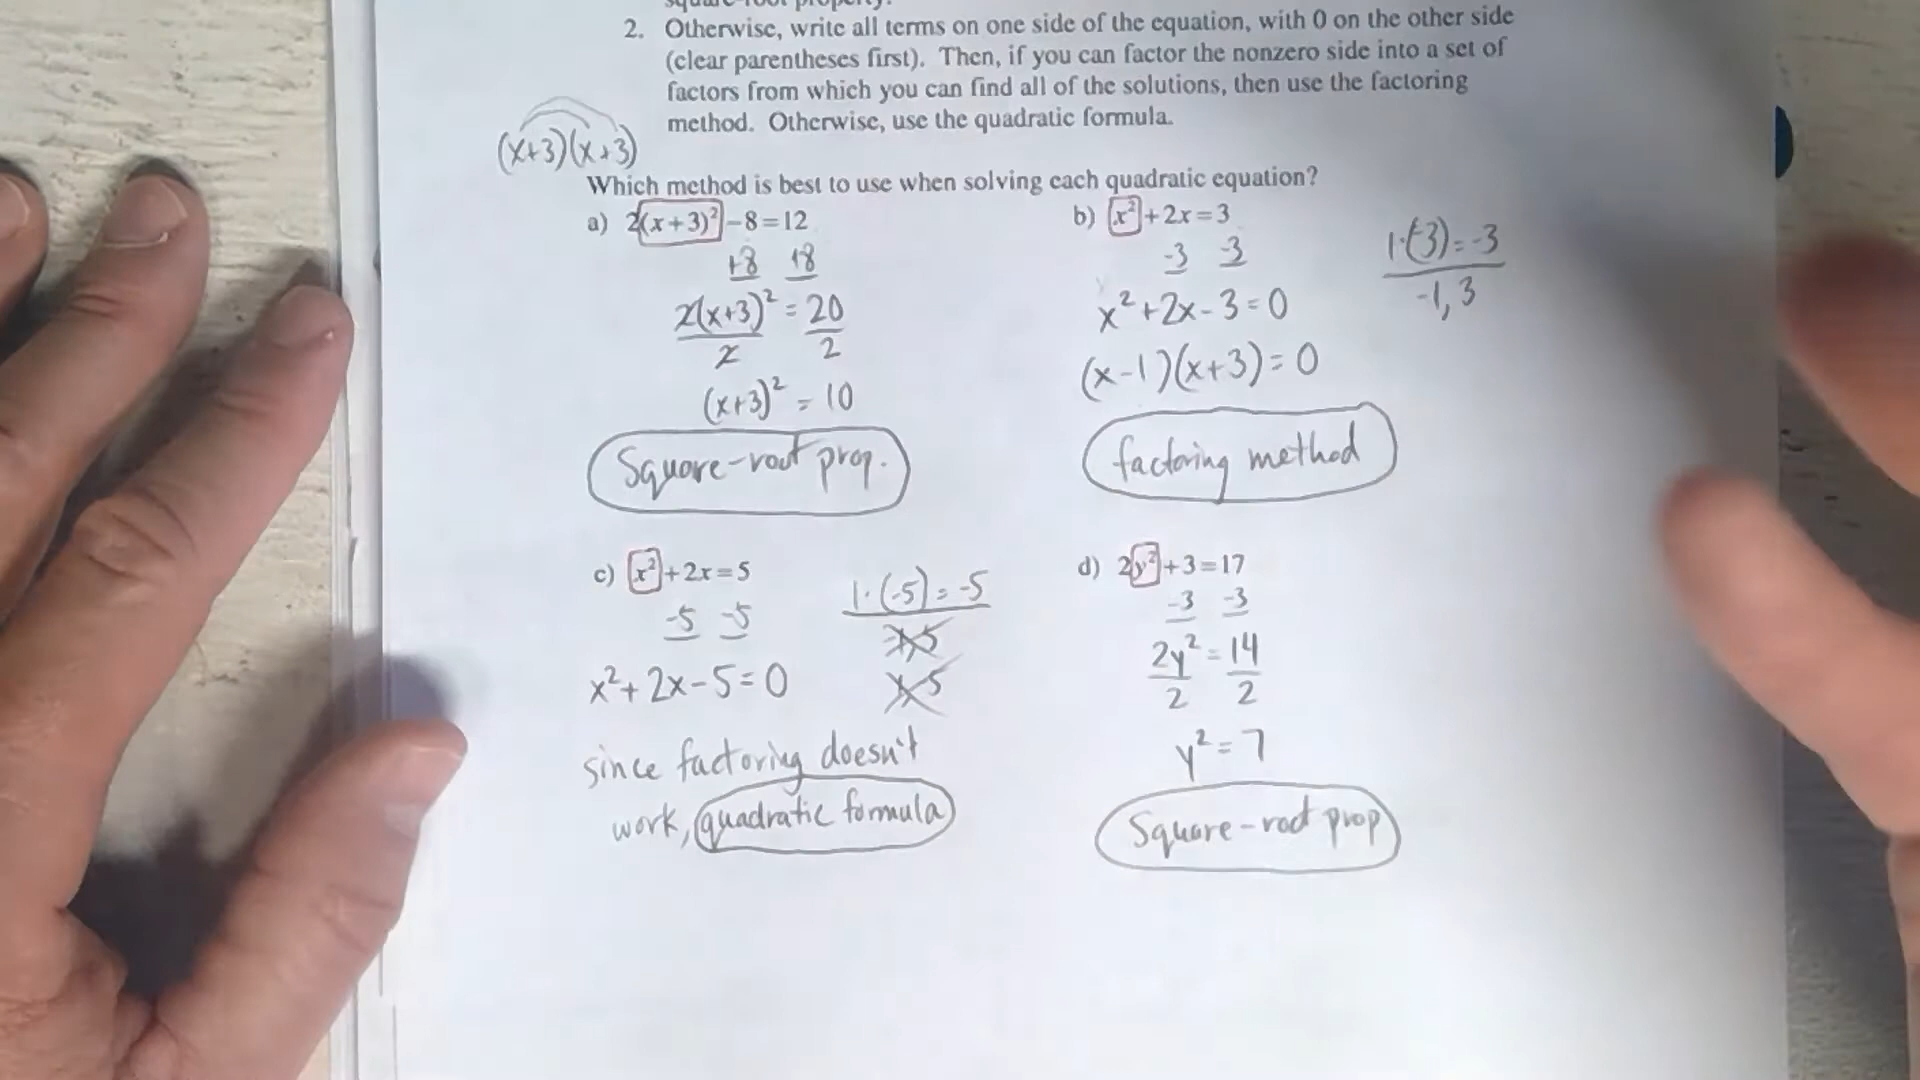 square-root property.
2. Otherwise, write all terms on one side of the equation, with 0 on the other side
(clear parentheses first). Then, if you can factor the nonzero side into a set of
factors from which you can find all of the solutions, then use the factoring
method. Otherwise, use the quadratic formula.
(x+3)(x+3)
Which method is best to use when solving each quadratic equation?
a) 2(x+3)² - 8 = 12
+8 +8
2(x+3)² = 20
2 2
(x+3)² = 10
Square-root prop.
b) x² + 2x = 3
-3 -3
x² + 2x - 3 = 0
(x-1)(x+3) = 0
factoring method
1·(-3) = -3
-1, 3
c) x² + 2x = 5
-5 -5
x² + 2x - 5 = 0
1·(-5) = -5
since factoring doesn't
work, quadratic formula
d) 2y² + 3 = 17
-3 -3
2y² = 14
2 2
y² = 7
Square-root prop